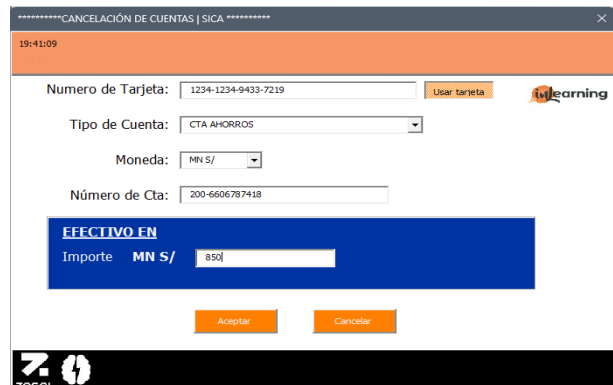 **********CANCELACIÓN DE CUENTAS | SICA **********
19:41:09
Numero de Tarjeta: 1234-1234-9433-7219 Usar tarjeta
inlearning
Tipo de Cuenta: CTA AHORROS
Moneda: MN S/
Número de Cta: 200-6606787418
EFECTIVO EN
Importe MN S/ 850
Aceptar Cancelar